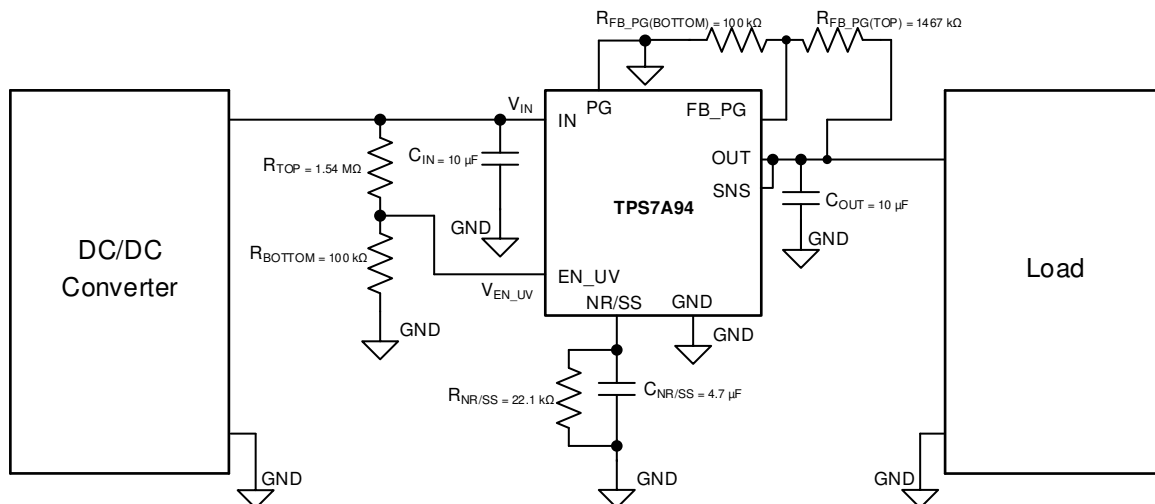 R_FB_PG(BOTTOM) = 100 kΩ
R_FB_PG(TOP) = 1467 kΩ
DC/DC
Converter
V_IN
R_TOP = 1.54 MΩ
R_BOTTOM = 100 kΩ
GND
C_IN = 10 µF
GND
V_EN_UV
PG
IN
FB_PG
OUT
SNS
TPS7A94
EN_UV
NR/SS
GND
GND
R_NR/SS = 22.1 kΩ
C_NR/SS = 4.7 µF
GND
C_OUT = 10 µF
GND
Load
GND
GND